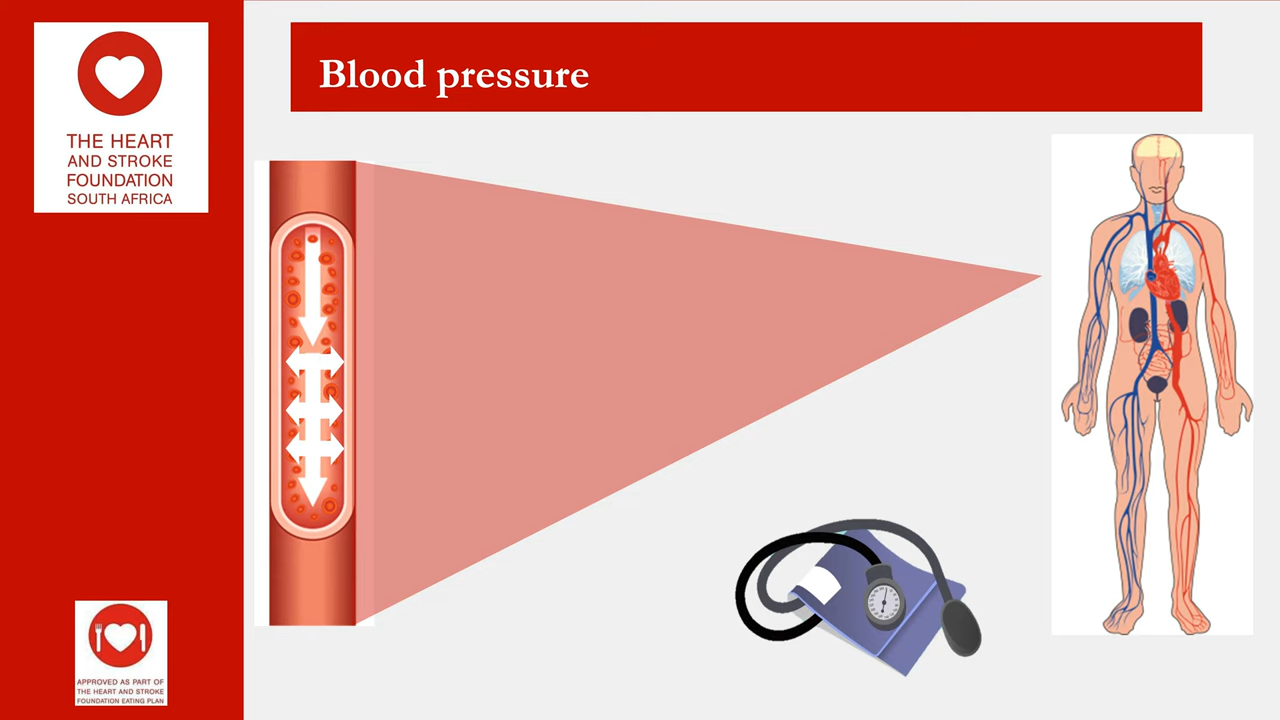 Blood pressure
THE HEART
AND STROKE
FOUNDATION
SOUTH AFRICA
APPROVED AS PART OF
THE HEART AND STROKE
FOUNDATION EATING PLAN